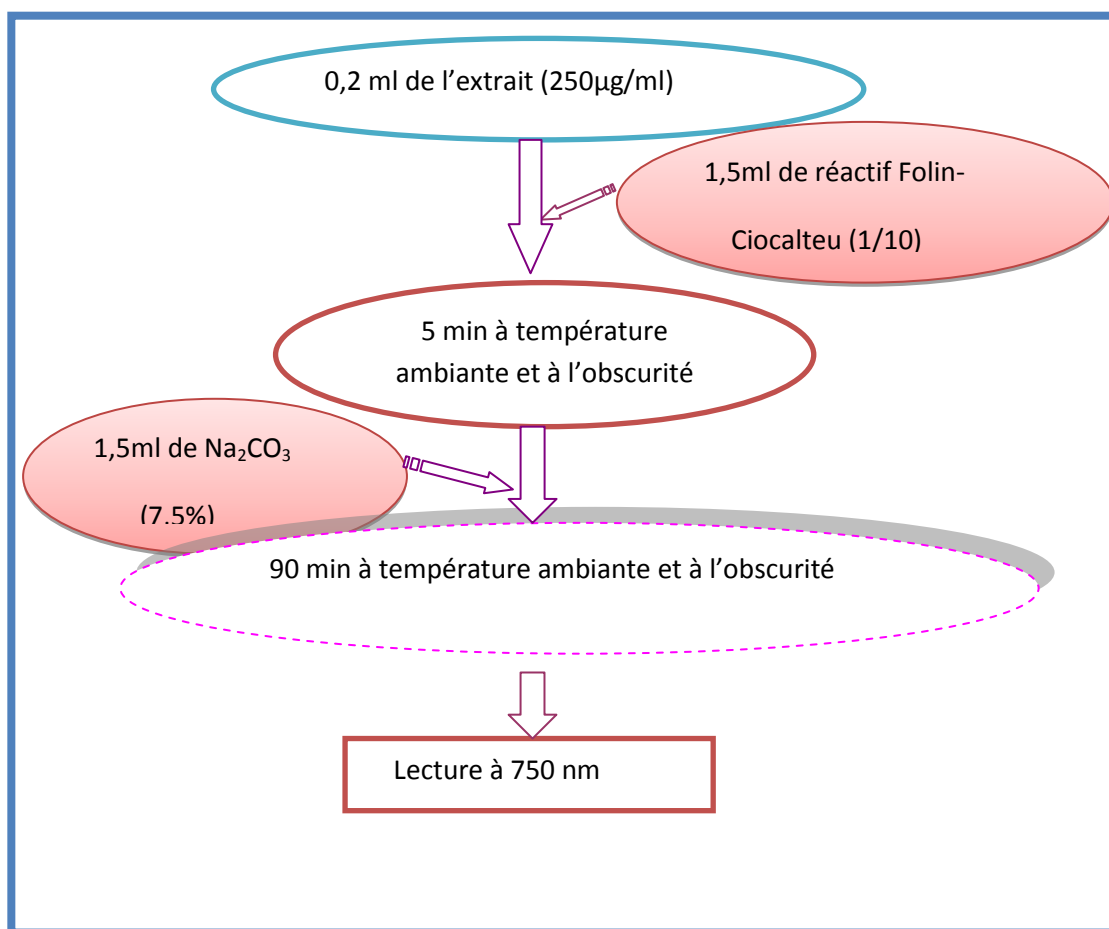 0,2 ml de l’extrait (250µg/ml)
1,5ml de réactif Folin-
Ciocalteu (1/10)
5 min à température
ambiante et à l’obscurité
1,5ml de Na₂CO₃
(7.5%)
90 min à température ambiante et à l’obscurité
Lecture à 750 nm